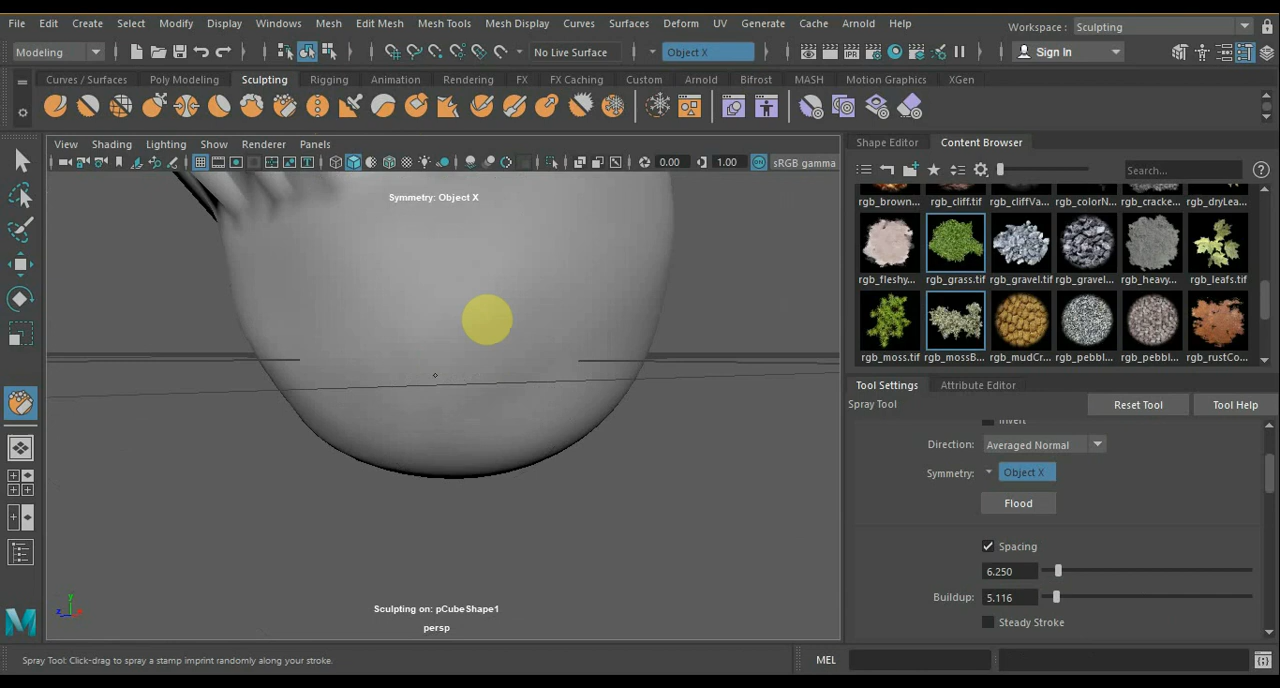 File Edit Create Select Modify Display Windows Mesh Edit Mesh Mesh Tools Mesh Display Curves Surfaces Deform UV Generate Cache Arnold Help
Workspace : Sculpting
Modeling
No Live Surface
Object X
Sign In
Curves / Surfaces Poly Modeling Sculpting Rigging Animation Rendering FX FX Caching Custom Arnold Bifrost MASH Motion Graphics XGen
View Shading Lighting Show Renderer Panels
0.00 1.00 sRGB gamma
Symmetry: Object X
Sculpting on: pCubeShape1
persp
Shape Editor Content Browser
Search...
rgb_brown... rgb_cliff.tif rgb_cliffVa... rgb_colorN... rgb_cracke... rgb_dryLea...
rgb_fleshy... rgb_grass.tif rgb_gravel.tif rgb_gravel... rgb_heavy... rgb_leafs.tif
rgb_moss.tif rgb_mossB... rgb_mudCr... rgb_pebbl... rgb_pebbl... rgb_rustCo...
Tool Settings Attribute Editor
Spray Tool Reset Tool Tool Help
Invert
Direction: Averaged Normal
Symmetry: Object X
Flood
Spacing
6.250
Buildup: 5.116
Steady Stroke
Spray Tool: Click-drag to spray a stamp imprint randomly along your stroke.
MEL